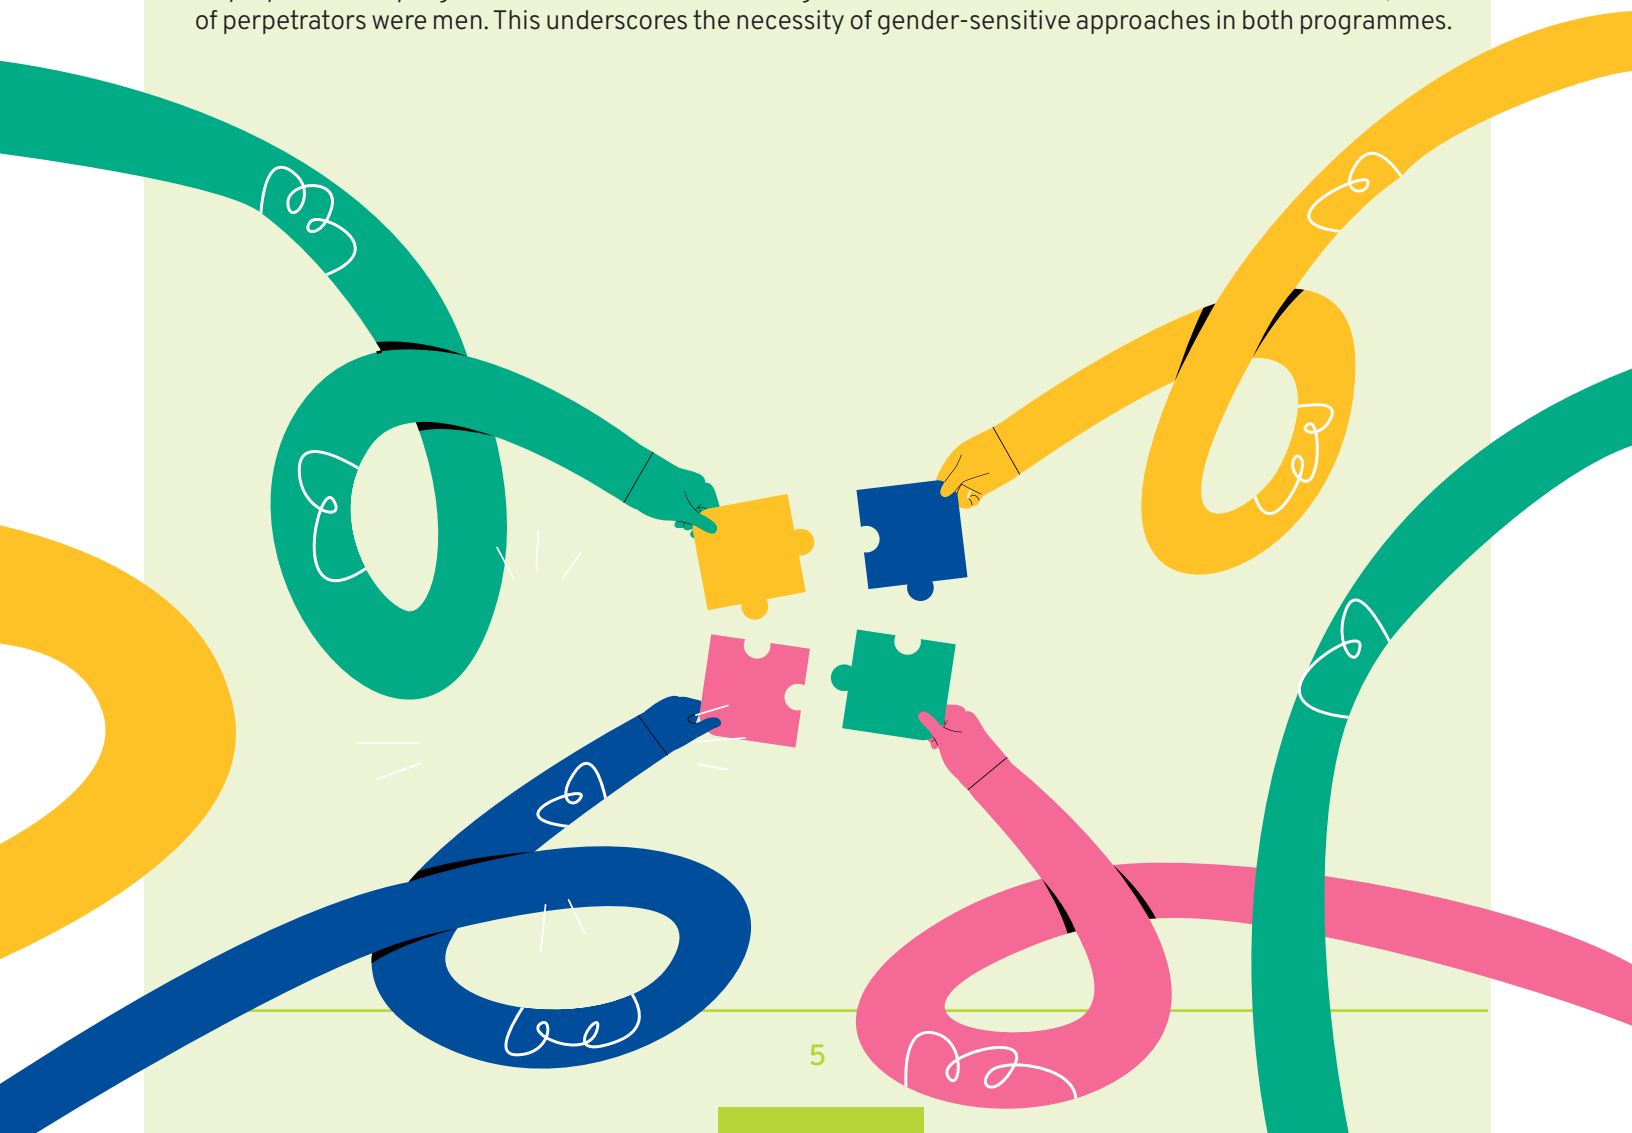 of perpetrators were men. This underscores the necessity of gender-sensitive approaches in both programmes.
5